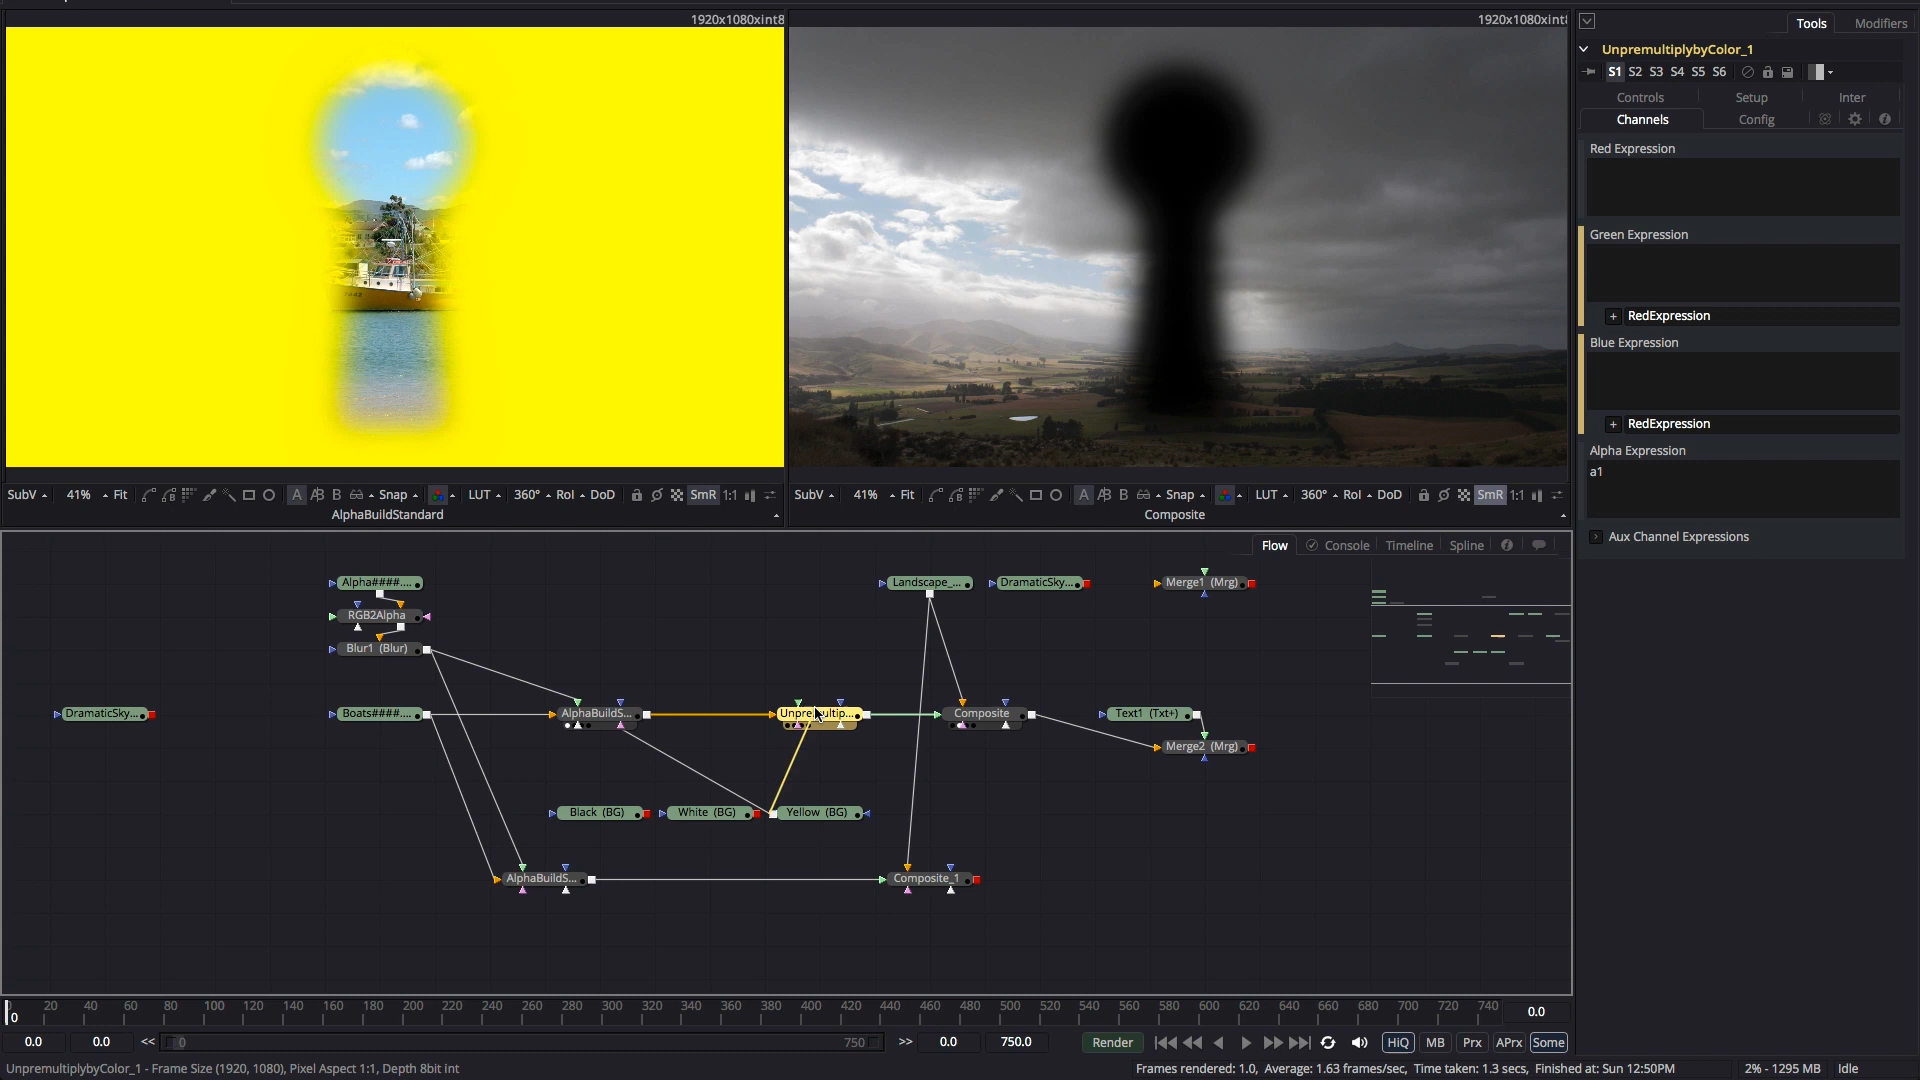 1920x1080xint8
1920x1080xint
Tools Modifiers
UnpremultiplybyColor_1
S1 S2 S3 S4 S5 S6
Controls Setup Inter
Channels Config
Red Expression
Green Expression
RedExpression
Blue Expression
RedExpression
Alpha Expression
a1
Aux Channel Expressions
SubV 41% Fit A B Snap LUT 360° RoI DoD SmR 1:1
AlphaBuildStandard
SubV 41% Fit A B Snap LUT 360° RoI DoD SmR 1:1
Composite
Flow Console Timeline Spline
Alpha####.... Landscape_... DramaticSky... Merge1 (Mrg)
RGB2Alpha
Blur1 (Blur)
DramaticSky... Boats####.... AlphaBuildS... Unpremultip... Composite Text1 (Txt+)
Merge2 (Mrg)
Black (BG) White (BG) Yellow (BG)
AlphaBuildS... Composite_1
0 20 40 60 80 100 120 140 160 180 200 220 240 260 280 300 320 340 360 380 400 420 440 460 480 500 520 540 560 580 600 620 640 660 680 700 720 740
0 0.0
0.0 0.0 << 0 750 >> 0.0 750.0 Render HiQ MB Prx APrx Some
UnpremultiplybyColor_1 - Frame Size (1920, 1080), Pixel Aspect 1:1, Depth 8bit int Frames rendered: 1.0, Average: 1.63 frames/sec, Time taken: 1.3 secs, Finished at: Sun 12:50PM 2% - 1295 MB Idle